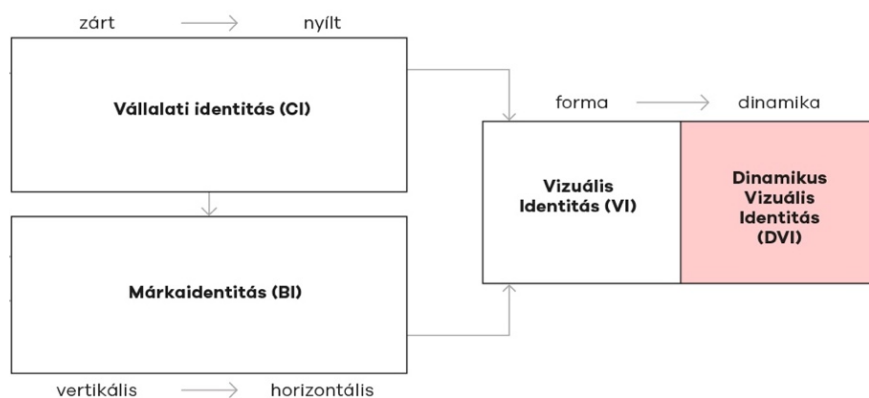 zárt nyílt
Vállalati identitás (CI)
forma dinamika
Vizuális
Identitás (VI)
Dinamikus
Vizuális
Identitás
(DVI)
Márkaidentitás (BI)
vertikális horizontális